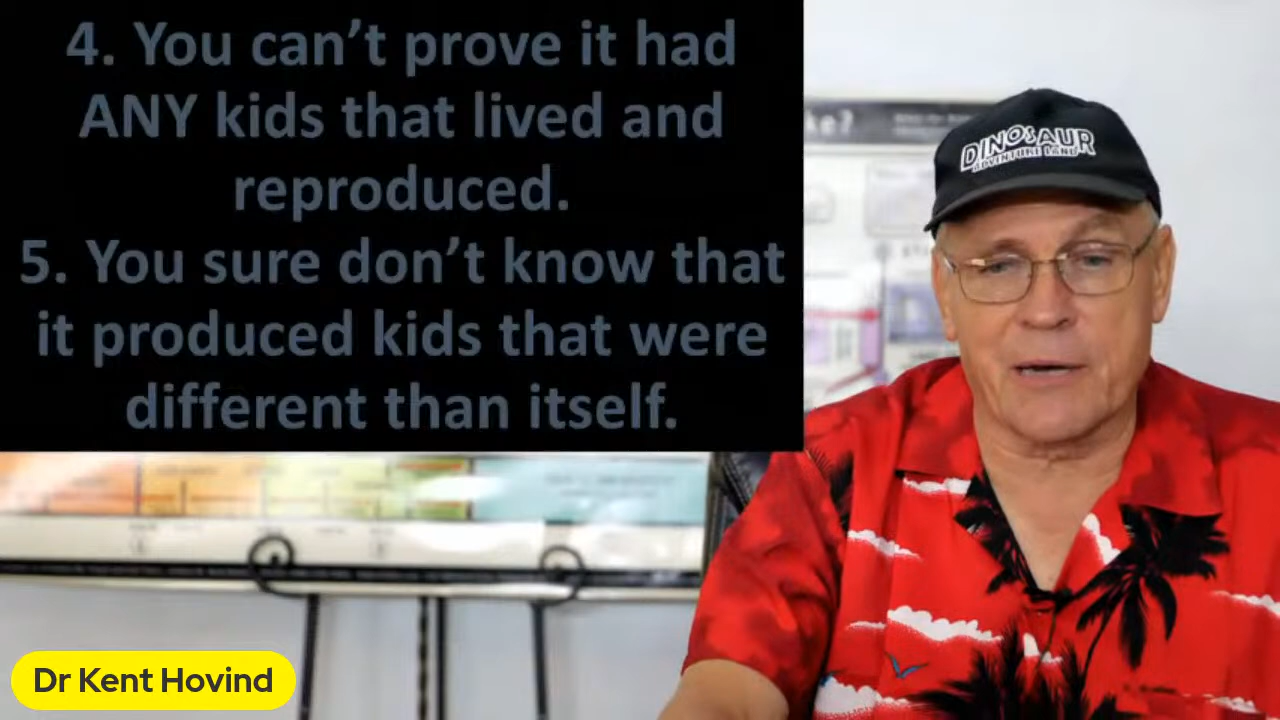 4. You can't prove it had
ANY kids that lived and
reproduced.
5. You sure don't know that
it produced kids that were
different than itself.
ke?
DINOSAUR
ADVENTURE LAND
Dr Kent Hovind